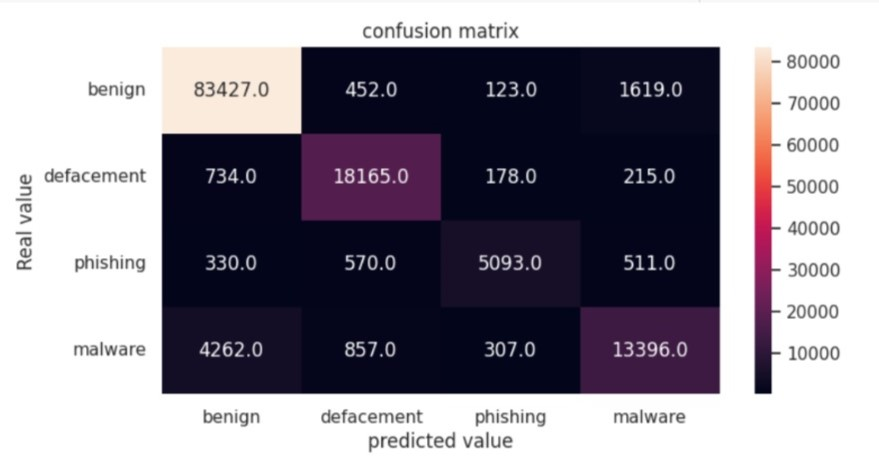 confusion matrix
benign 83427.0 452.0 123.0 1619.0
defacement 734.0 18165.0 178.0 215.0
phishing 330.0 570.0 5093.0 511.0
malware 4262.0 857.0 307.0 13396.0
benign defacement phishing malware
predicted value
Real value
80000
70000
60000
50000
40000
30000
20000
10000